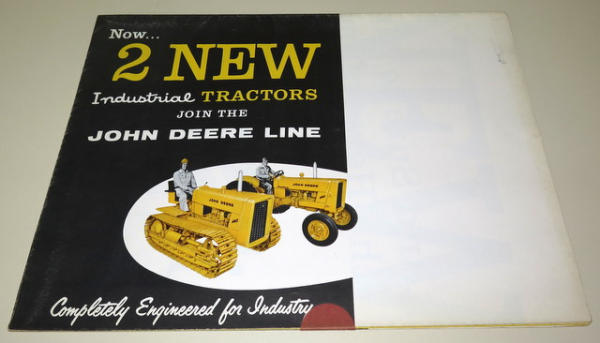 Now...
2 NEW
Industrial TRACTORS
JOIN THE
JOHN DEERE LINE
JOHN DEERE
JOHN DEERE
Completely Engineered for Industry